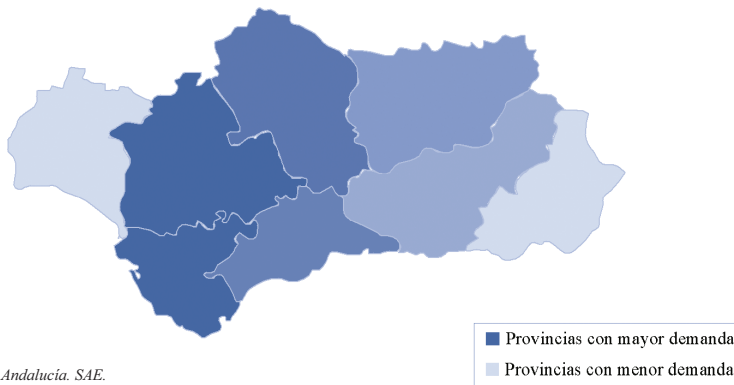 Provincias con mayor demanda
Provincias con menor demanda
Andalucía. SAE.